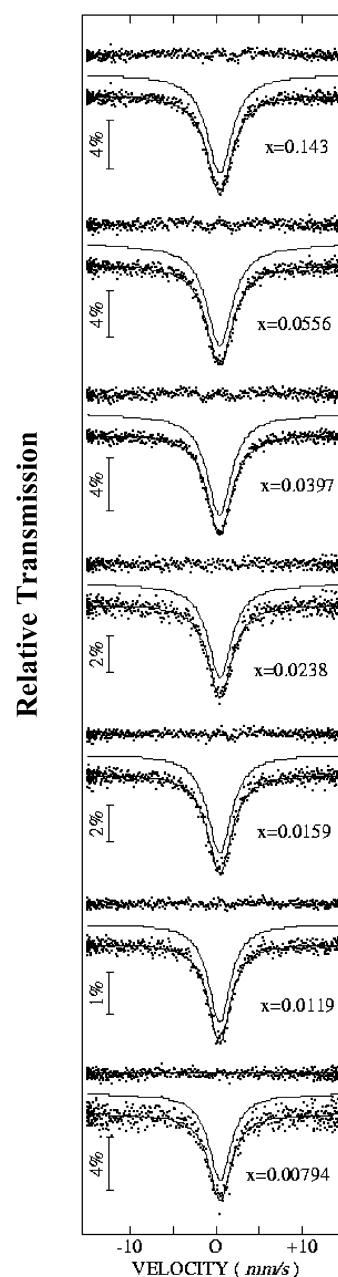 4%
x=0.143
4%
x=0.0556
4%
x=0.0397
Relative Transmission
2%
x=0.0238
2%
x=0.0159
1%
x=0.0119
4%
x=0.00794
-10 0 +10
VELOCITY ( mm/s )